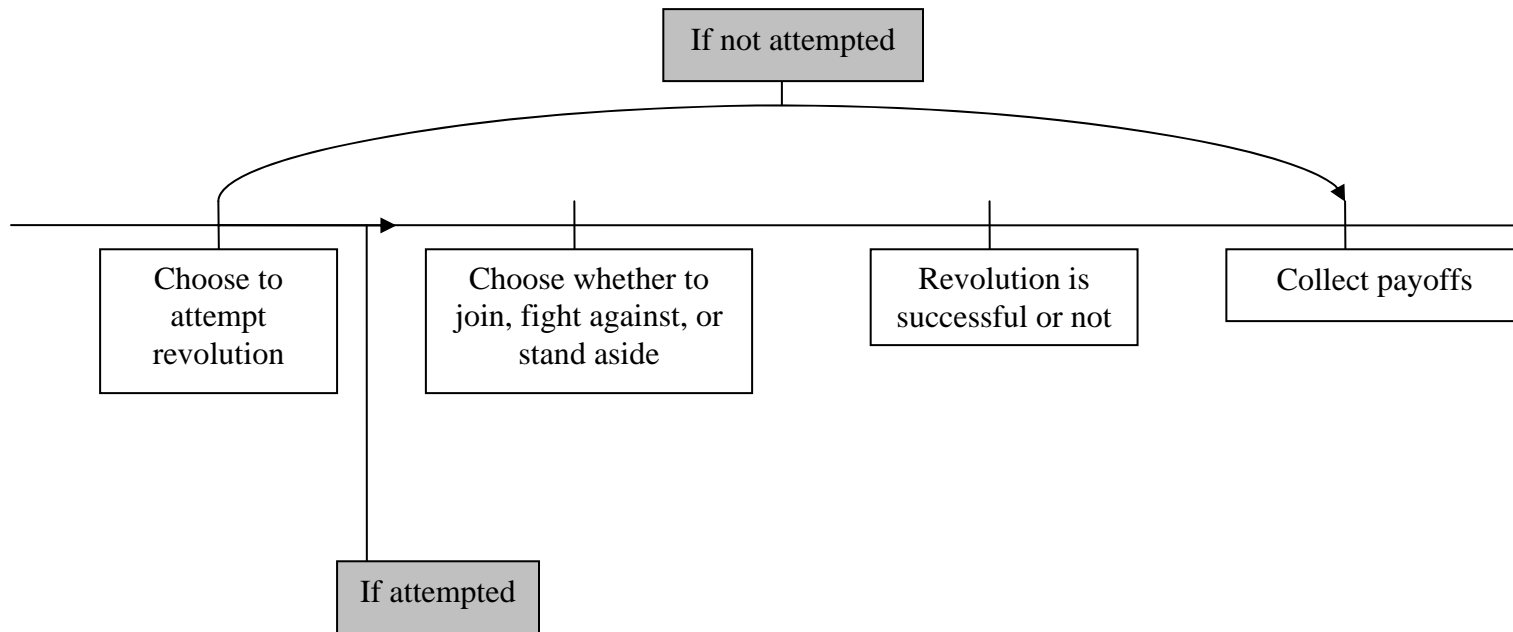 If not attempted
Choose to
attempt
revolution
Choose whether to
join, fight against, or
stand aside
Revolution is
successful or not
Collect payoffs
If attempted